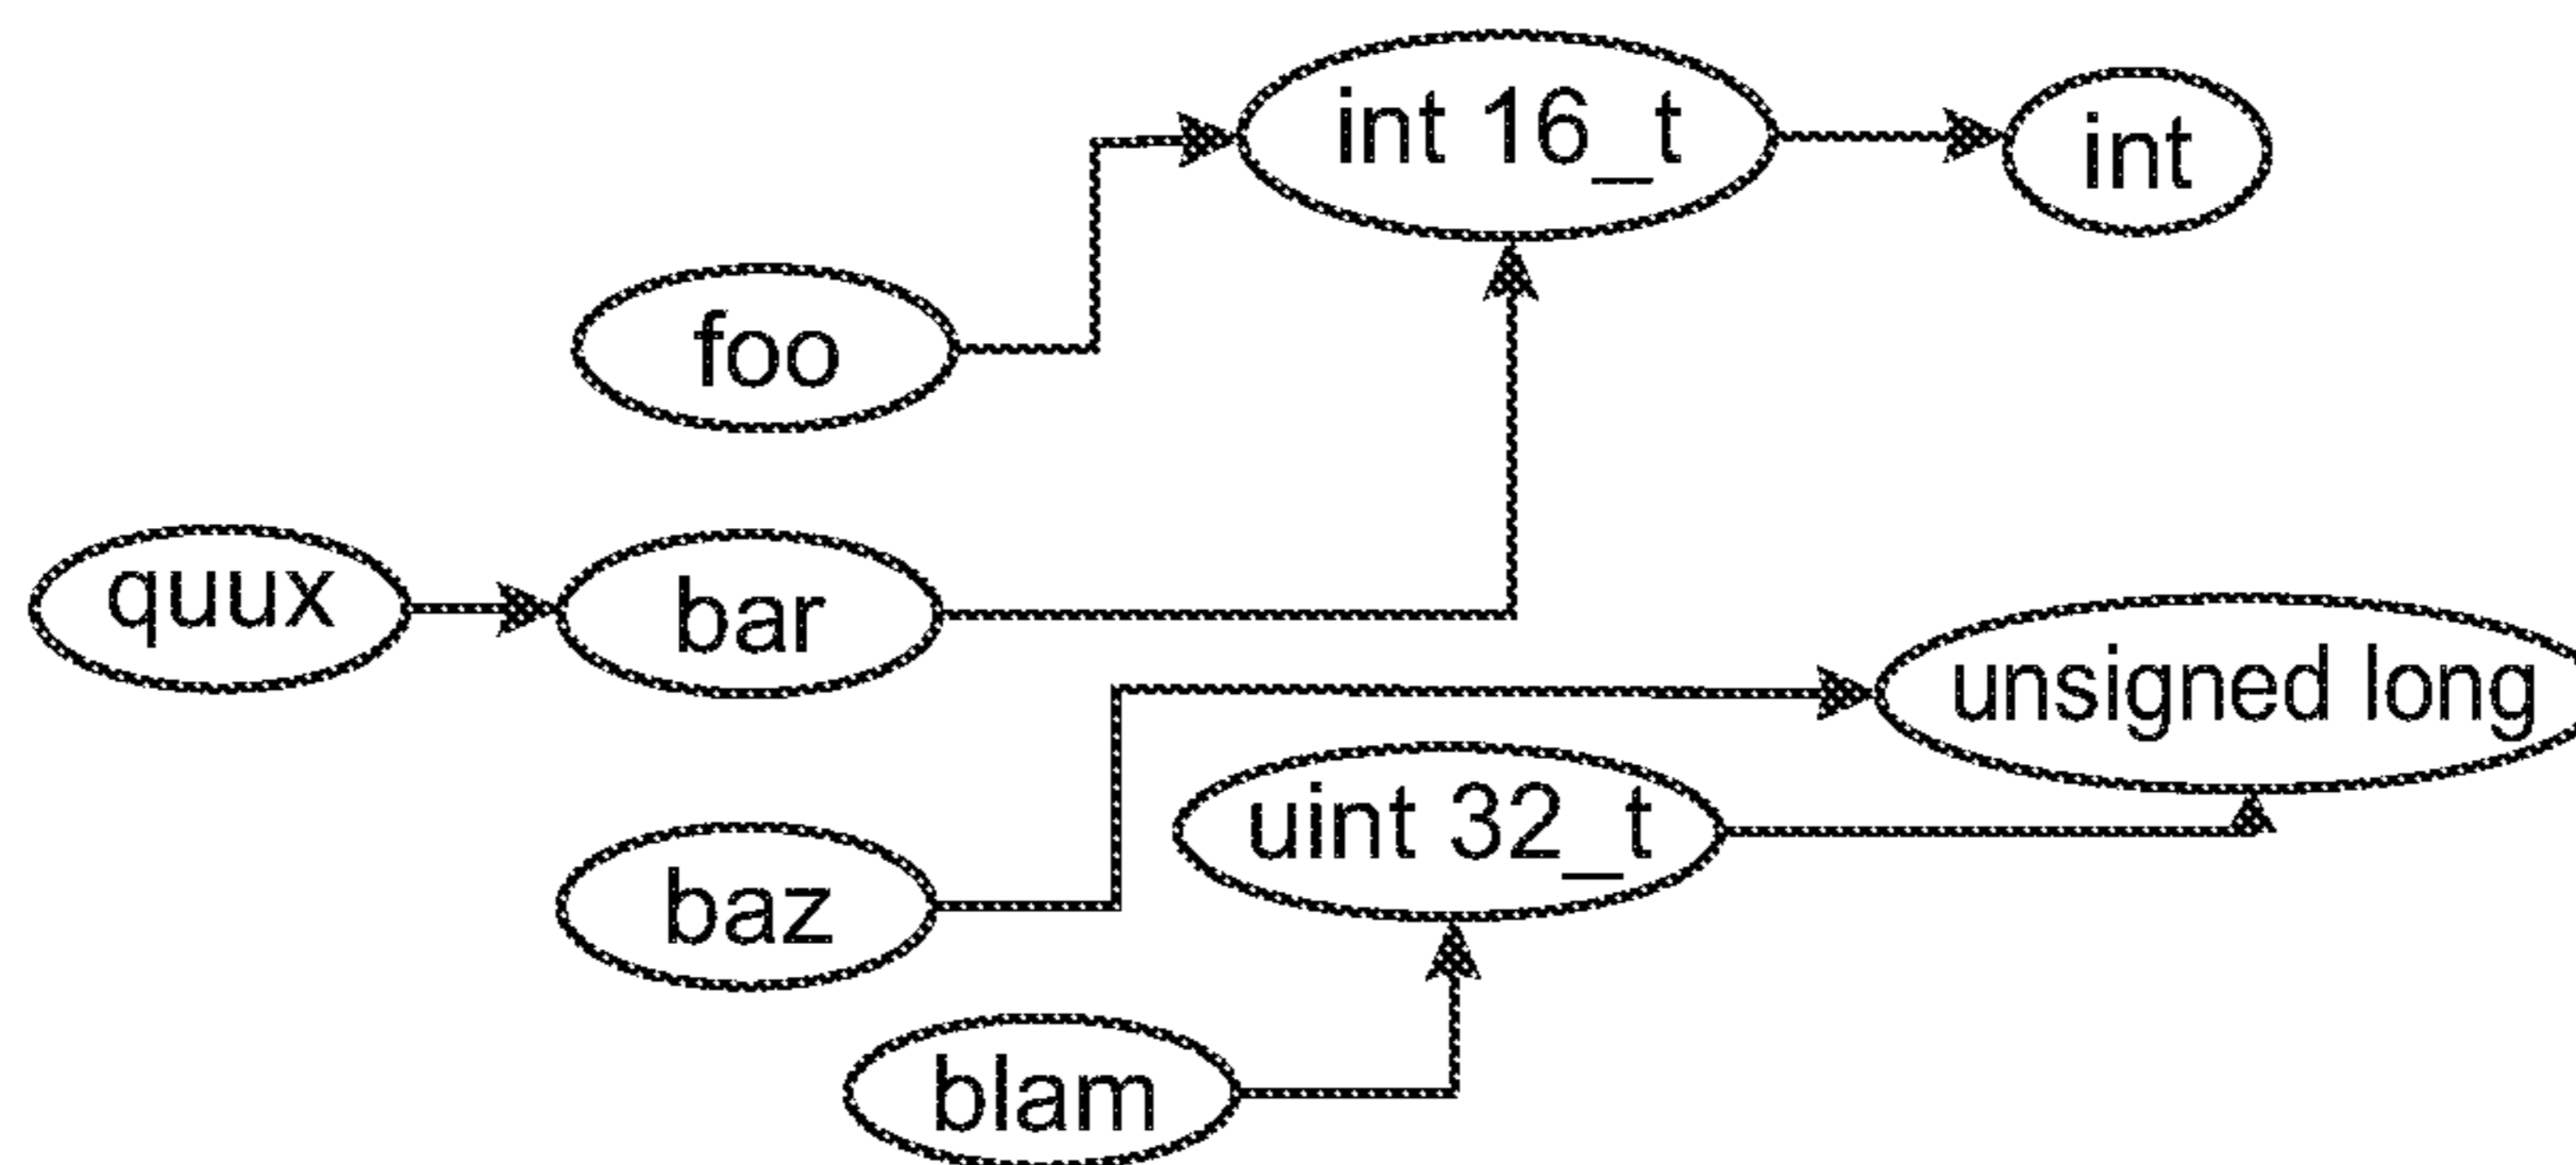 int 16_t
int
foo
quux
bar
unsigned long
uint 32_t
baz
blam